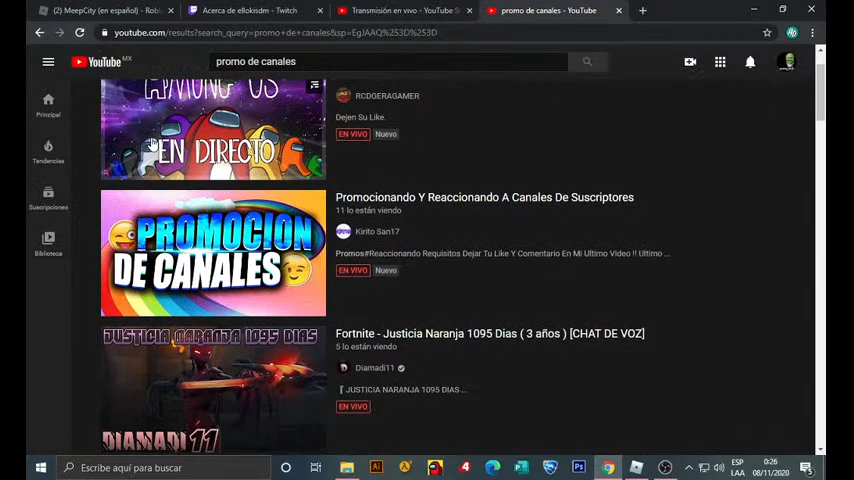 (2) MeepCity (en español) - Rob
Acerca de ellokisdm - Twitch
Transmisión en vivo - YouTube S
promo de canales - YouTube
youtube.com/results?search_query=promo+de+canales&sp=EgJAAQ%253D%253D
YouTube MX
promo de canales
Principal
Tendencias
Suscripciones
Biblioteca
AMONG US
EN DIRECTO
RCDGERAGAMER
Dejen Su Like.
EN VIVO Nuevo
PROMOCION
DE CANALES
Promocionando Y Reaccionando A Canales De Suscriptores
11 lo están viendo
Kirito San17
Promos#Reaccionando Requisitos Dejar Tu Like Y Comentario En Mi Ultimo Video !! Ultimo ...
EN VIVO Nuevo
JUSTICIA NARANJA 1095 DIAS
DIAMADI 11
Fortnite - Justicia Naranja 1095 Dias ( 3 años ) [CHAT DE VOZ]
5 lo están viendo
Diamadi11
〖 JUSTICIA NARANJA 1095 DIAS...
EN VIVO
Escribe aquí para buscar
Ai
4
Ps
ESP
LAA
0:26
08/11/2020
5